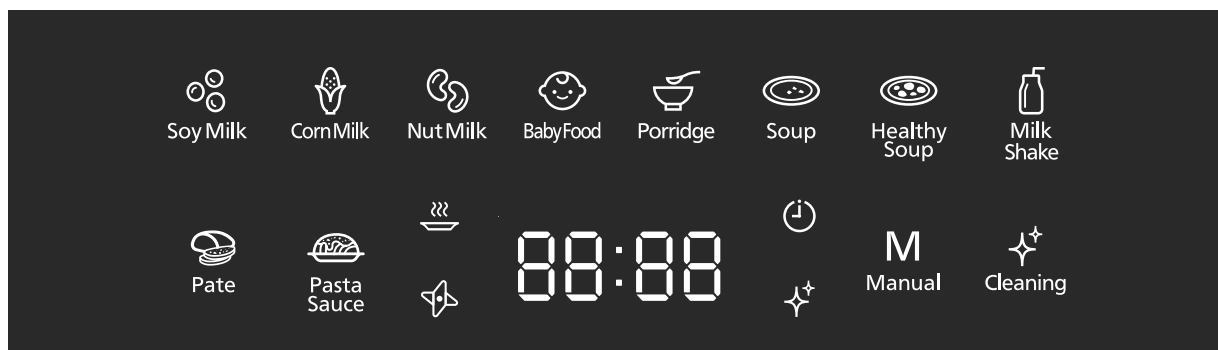 Soy Milk
Corn Milk
Nut Milk
Baby Food
Porridge
Soup
Healthy
Soup
Milk
Shake
Pate
Pasta
Sauce
88:88
M
Manual
Cleaning